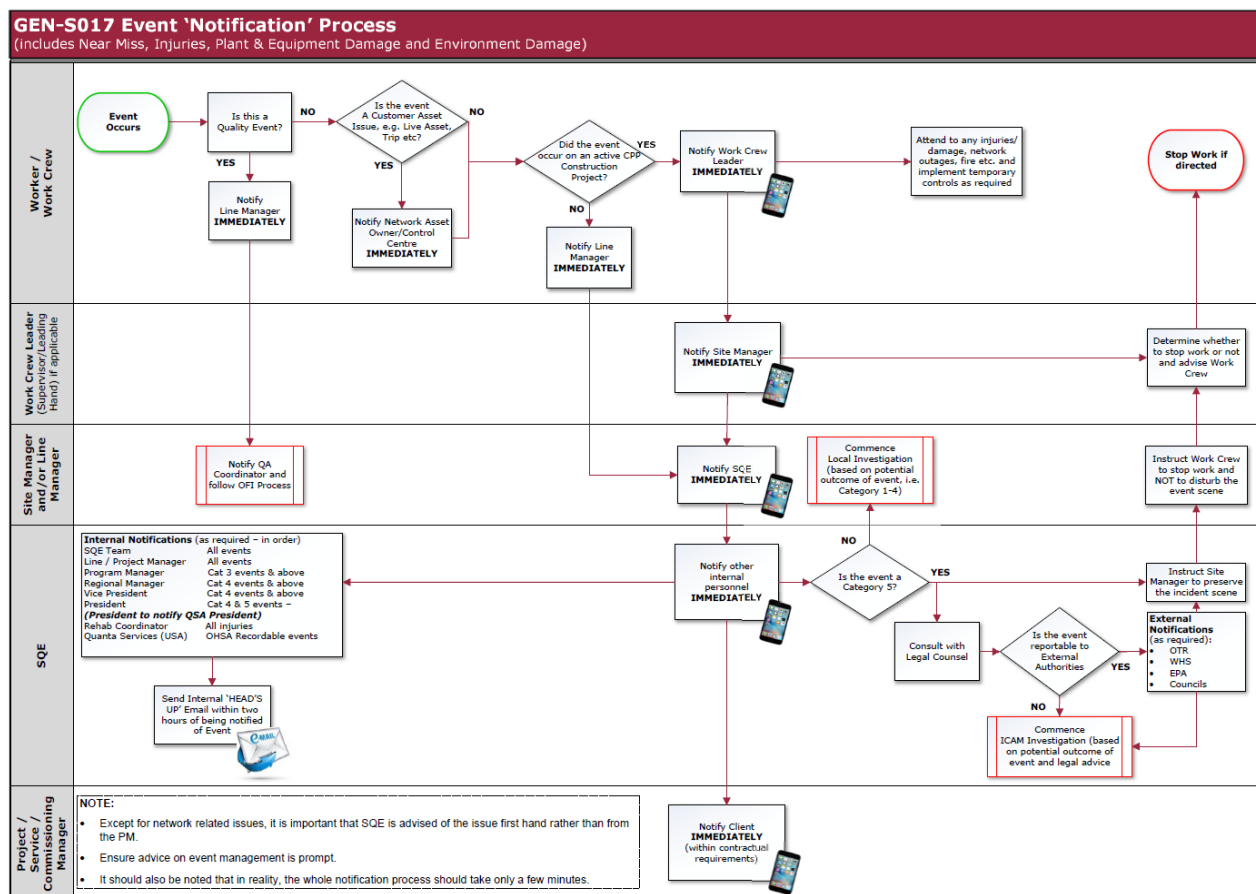 GEN-S017 Event ‘Notification’ Process
(includes Near Miss, Injuries, Plant & Equipment Damage and Environment Damage)
Worker /
Work Crew
Event
Occurs
Is this a
Quality Event?
NO
YES
Is the event
A Customer Asset
Issue, e.g. Live Asset,
Trip etc?
NO
YES
Did the event
occur on an active CPP
Construction
Project?
YES
NO
Notify Work Crew
Leader
IMMEDIATELY
Attend to any injuries/
damage, network
outages, fire etc. and
implement temporary
controls as required
Stop Work if
directed
Notify
Line Manager
IMMEDIATELY
Notify Network Asset
Owner/Control
Centre
IMMEDIATELY
Notify Line
Manager
IMMEDIATELY
Work Crew Leader
(Supervisor/Leading
Hand) if applicable
Notify Site Manager
IMMEDIATELY
Determine whether
to stop work or not
and advise Work
Crew
Site Manager
and/or Line
Manager
Notify QA
Coordinator and
follow OFI Process
Notify SQE
IMMEDIATELY
Commence
Local Investigation
(based on potential
outcome of event, i.e.
Category 1-4)
Instruct Work Crew
to stop work and
NOT to disturb the
event scene
SQE
Internal Notifications (as required – in order)
SQE Team All events
Line / Project Manager All events
Program Manager Cat 3 events & above
Regional Manager Cat 4 events & above
Vice President Cat 4 events & above
President Cat 4 & 5 events –
(President to notify QSA President)
Rehab Coordinator All injuries
Quanta Services (USA) OHSA Recordable events
Send Internal ‘HEAD’S
UP’ Email within two
hours of being notified
of Event
e-MAIL
Notify other
internal
personnel
IMMEDIATELY
NO
Is the event a
Category 5?
YES
Instruct Site
Manager to preserve
the incident scene
Consult with
Legal Counsel
Is the event
reportable to
External
Authorities
YES
NO
External
Notifications
(as required):
• OTR
• WHS
• EPA
• Councils
Commence
ICAM Investigation (based
on potential outcome of
event and legal advice
Project /
Service /
Commissioning
Manager
NOTE:
• Except for network related issues, it is important that SQE is advised of the issue first hand rather than from
the PM.
• Ensure advice on event management is prompt.
• It should also be noted that in reality, the whole notification process should take only a few minutes.
Notify Client
IMMEDIATELY
(within contractual
requirements)